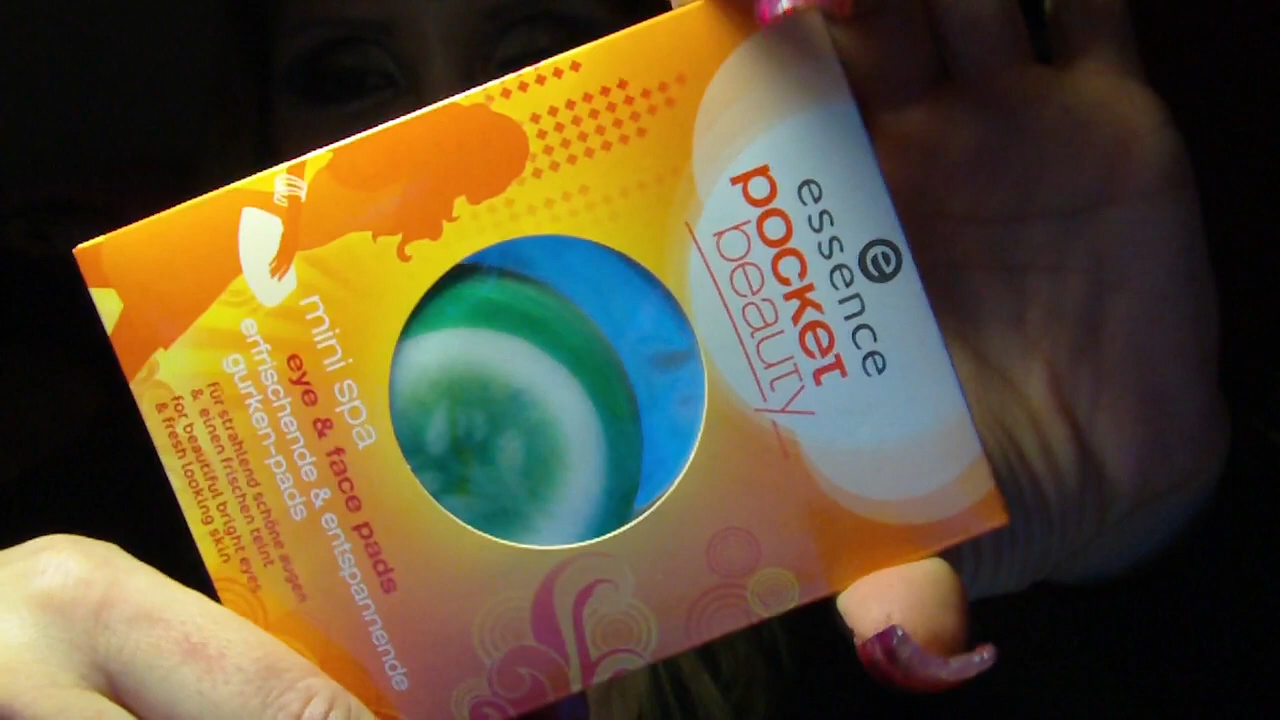 e
essence
pocket
beauty
mini spa
eye & face pads
erfrischende & entspannende
gurken-pads
für strahlend schöne augen
& einen frischen teint
for beautiful bright eyes
& fresh looking skin